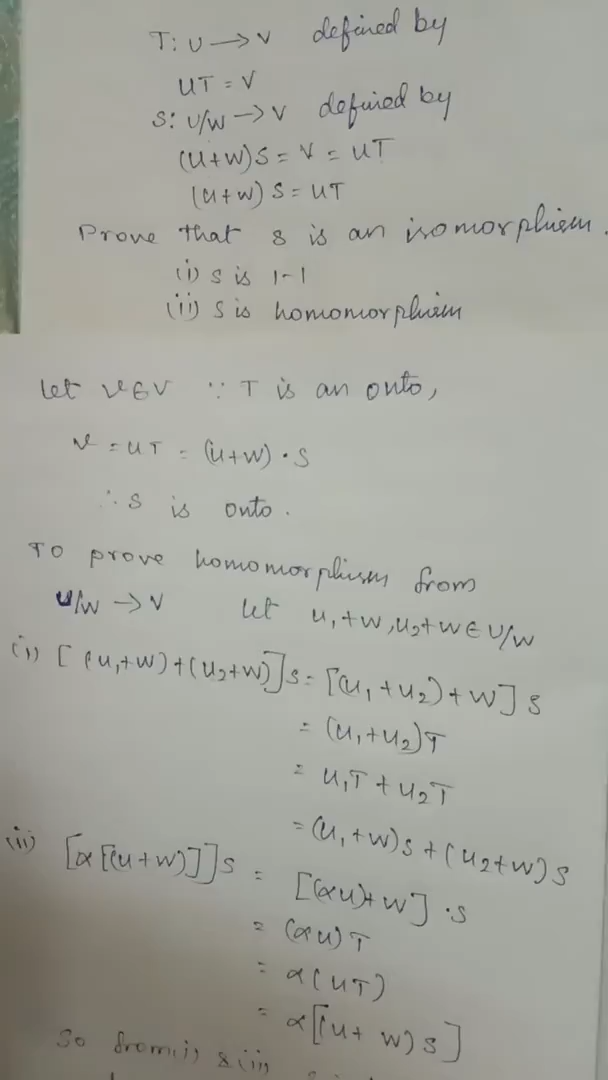 T: U → V defined by
UT = V
S: U/W → V defined by
(U+W)S = V = UT
(U+W) S = UT
Prove that S is an isomorphism.
(i) S is 1-1
(ii) S is homomorphism
Let v∈V ∵ T is an onto,
v = UT = (U+W) · S
∴ S is onto.
To prove homomorphism from
U/W → V Let u₁+W, u₂+W ∈ U/W
(i) [(u₁+W)+(u₂+W)]S = [(u₁+u₂)+W] S
= (u₁+u₂)T
= u₁T + u₂T
= (u₁+W)S + (u₂+W)S
(ii) [α[(u+W)]]S = [(αu)+W] · S
= (αu)T
= α(uT)
= α[(u+W)S]
So from (i) & (ii)